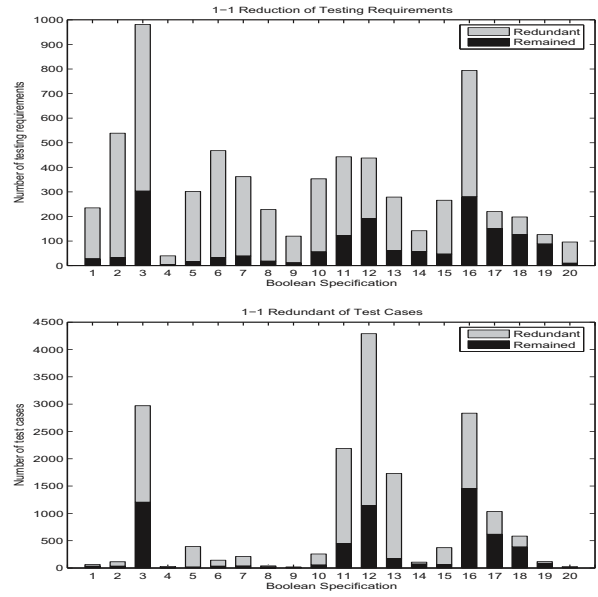 1−1 Reduction of Testing Requirements
1000
900
800
700
600
500
400
300
200
100
0
Number of testing requirements
Redundant
Remained
1 2 3 4 5 6 7 8 9 10 11 12 13 14 15 16 17 18 19 20
Boolean Specification
1−1 Redundant of Test Cases
4500
4000
3500
3000
2500
2000
1500
1000
500
0
Number of test cases
Redundant
Remained
1 2 3 4 5 6 7 8 9 10 11 12 13 14 15 16 17 18 19 20
Boolean Specification